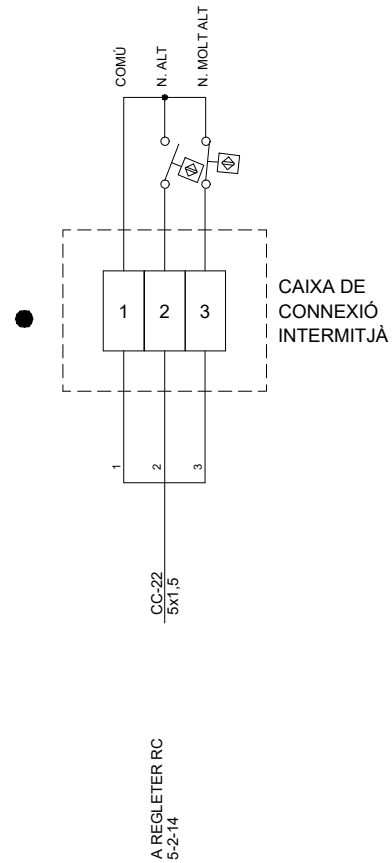 COMÚ
N. ALT
N. MOLT ALT
1
2
3
CAIXA DE
CONNEXIÓ
INTERMITJÀ
1
2
3
CC-22
5x1,5
A REGLETER RC
5-2-14